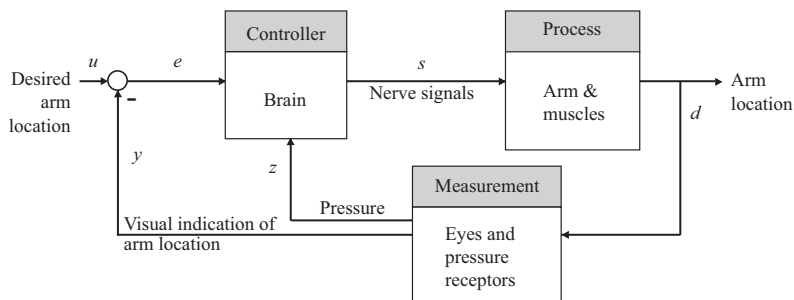 Controller
Process
u
e
s
Desired
arm
location
Brain
Nerve signals
Arm &
muscles
Arm
location
d
y
z
Measurement
Pressure
Visual indication of
arm location
Eyes and
pressure
receptors